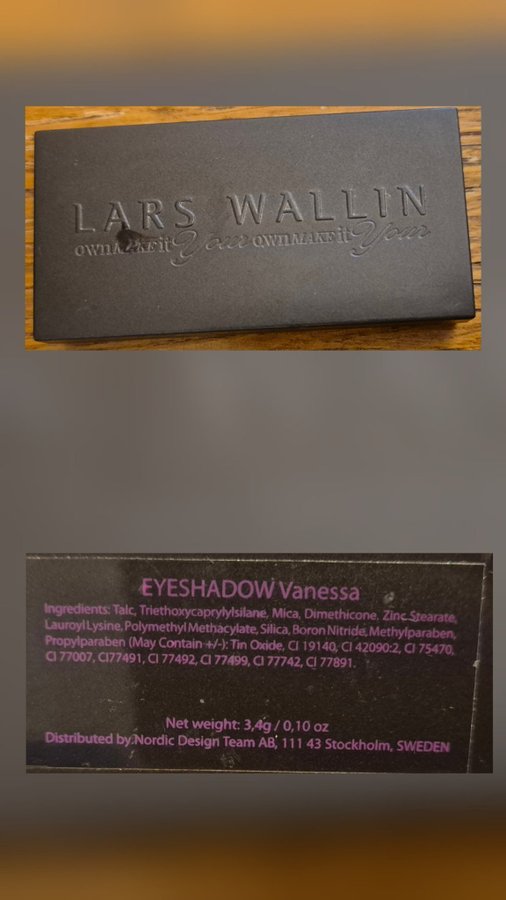 LARS WALLIN
own MAKE it Your own MAKE it Your
EYESHADOW Vanessa
Ingredients: Talc, Triethoxycaprylylsilane, Mica, Dimethicone, Zinc Stearate,
Lauroyl Lysine, Polymethyl Methacylate, Silica, Boron Nitride, Methylparaben,
Propylparaben (May Contain +/-): Tin Oxide, CI 19140, CI 42090:2, CI 75470,
CI 77007, CI77491, CI 77492, CI 77499, CI 77742, CI 77891.
Net weight: 3,4g / 0,10 oz
Distributed by.Nordic Design Team AB, 111 43 Stockholm, SWEDEN